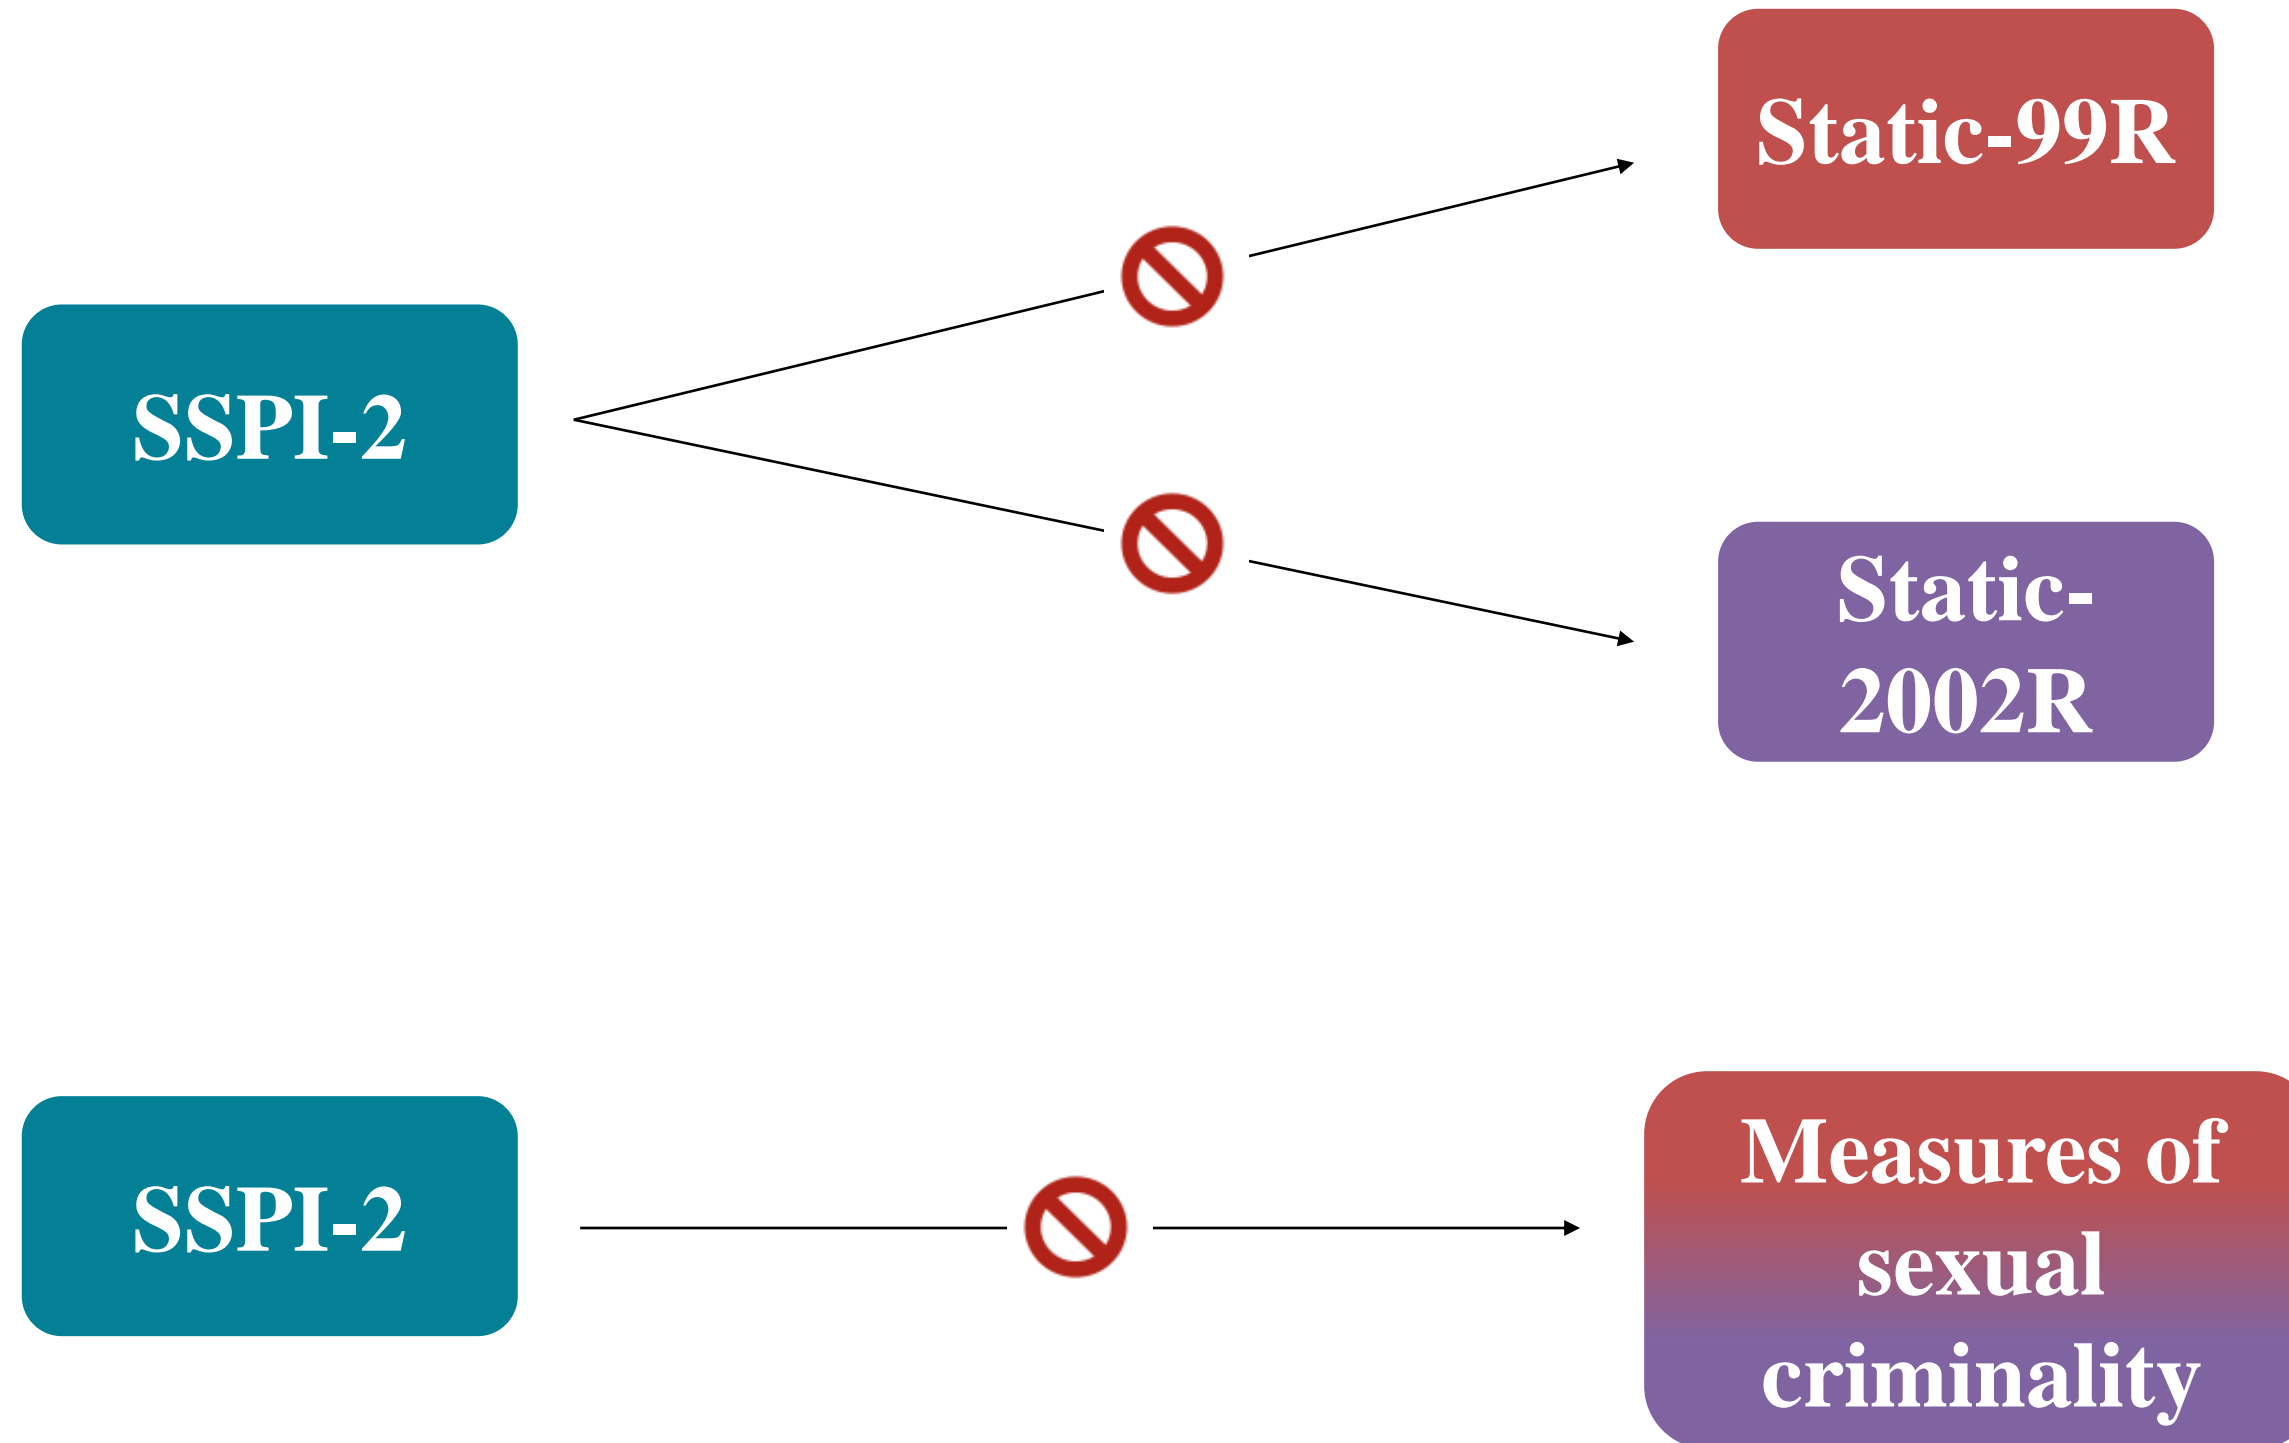 Static-99R
SSPI-2
Static-
2002R
SSPI-2
Measures of
sexual
criminality